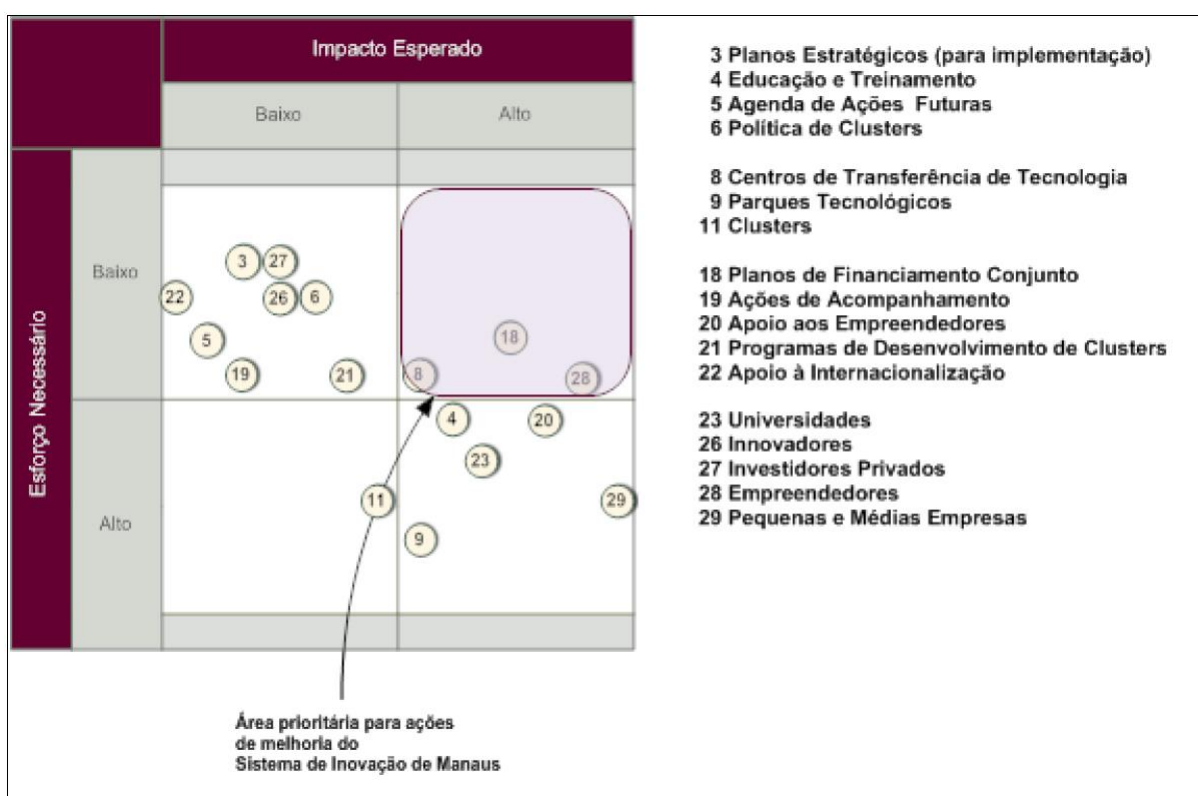 Impacto Esperado
Baixo
Alto
Esforço Necessário
Baixo
Alto
3
27
22
26
6
5
19
21
18
8
28
4
20
23
11
29
9
Área prioritária para ações
de melhoria do
Sistema de Inovação de Manaus
3 Planos Estratégicos (para implementação)
4 Educação e Treinamento
5 Agenda de Ações Futuras
6 Política de Clusters
8 Centros de Transferência de Tecnologia
9 Parques Tecnológicos
11 Clusters
18 Planos de Financiamento Conjunto
19 Ações de Acompanhamento
20 Apoio aos Empreendedores
21 Programas de Desenvolvimento de Clusters
22 Apoio à Internacionalização
23 Universidades
26 Innovadores
27 Investidores Privados
28 Empreendedores
29 Pequenas e Médias Empresas